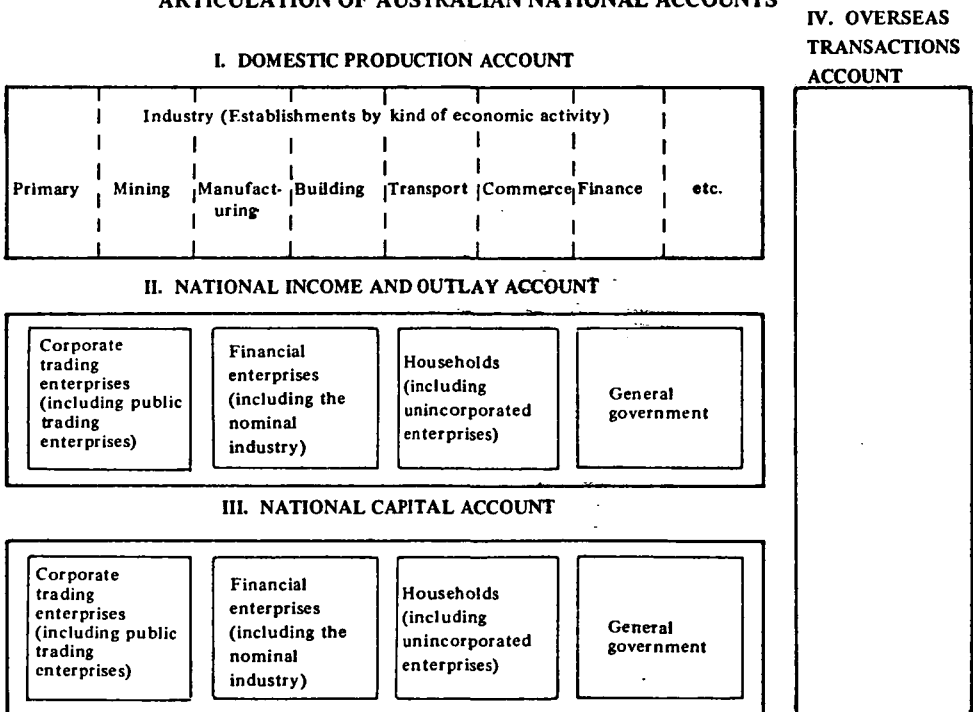 ARTICULATION OF AUSTRALIAN NATIONAL ACCOUNTS
IV. OVERSEAS
TRANSACTIONS
ACCOUNT
I. DOMESTIC PRODUCTION ACCOUNT
Industry (Establishments by kind of economic activity)
Primary Mining Manufact- Building Transport Commerce Finance etc.
uring
II. NATIONAL INCOME AND OUTLAY ACCOUNT
Corporate
trading
enterprises
(including public
trading
enterprises)
Financial
enterprises
(including the
nominal
industry)
Households
(including
unincorporated
enterprises)
General
government
III. NATIONAL CAPITAL ACCOUNT
Corporate
trading
enterprises
(including public
trading
enterprises)
Financial
enterprises
(including the
nominal
industry)
Households
(including
unincorporated
enterprises)
General
government